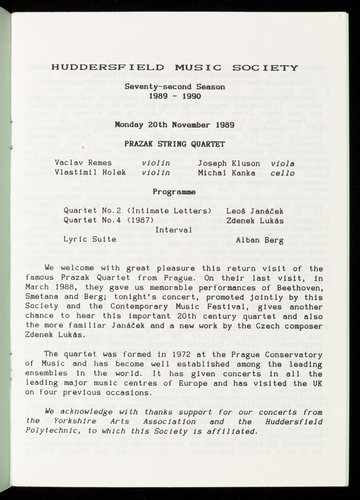 HUDDERSFIELD MUSIC SOCIETY
Seventy-second Season
1989 - 1990
Monday 20th November 1989
PRAZAK STRING QUARTET
Vaclav Remes violin Joseph Kluson viola
Vlastimil Holek violin Michal Kanka cello
Programme
Quartet No.2 (Intimate Letters) Leoš Janáček
Quartet No.4 (1987) Zdenek Lukás
Interval
Lyric Suite Alban Berg
We welcome with great pleasure this return visit of the
famous Prazak Quartet from Prague. On their last visit, in
March 1988, they gave us memorable performances of Beethoven,
Smetana and Berg; tonight's concert, promoted jointly by this
Society and the Contemporary Music Festival, gives another
chance to hear this important 20th century quartet and also
the more familiar Janáček and a new work by the Czech composer
Zdenek Lukás.
The quartet was formed in 1972 at the Prague Conservatory
of Music and has become well established among the leading
ensembles in the world. It has given concerts in all the
leading major music centres of Europe and has visited the UK
on four previous occasions.
We acknowledge with thanks support for our concerts from
the Yorkshire Arts Association and the Huddersfield
Polytechnic, to which this Society is affiliated.